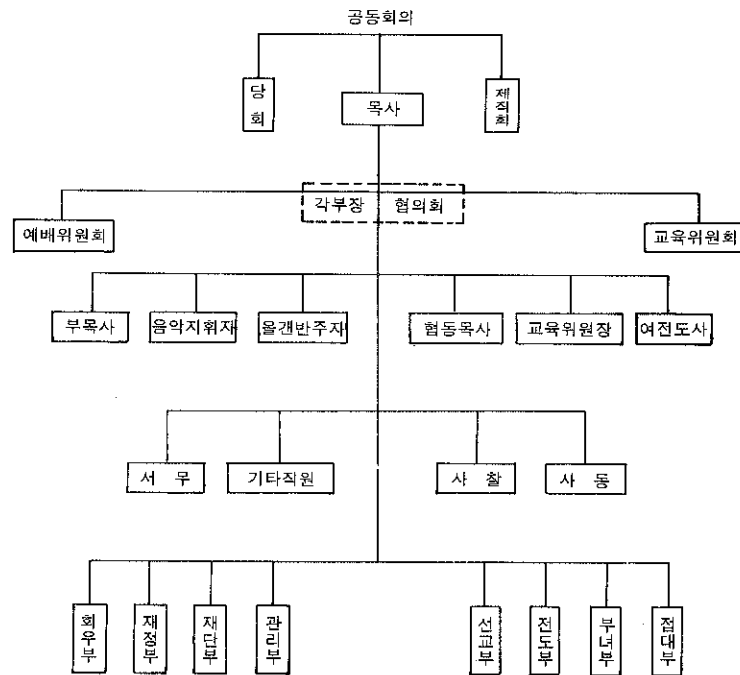 공동회의
당회
목사
제직회
각부장 협의회
예배위원회
교육위원회
부목사
음악지휘자
올갠반주자
협동목사
교육위원장
여전도사
서 무
기타직원
사 찰
사 동
회우부
재정부
재단부
관리부
선교부
전도부
부녀부
접대부